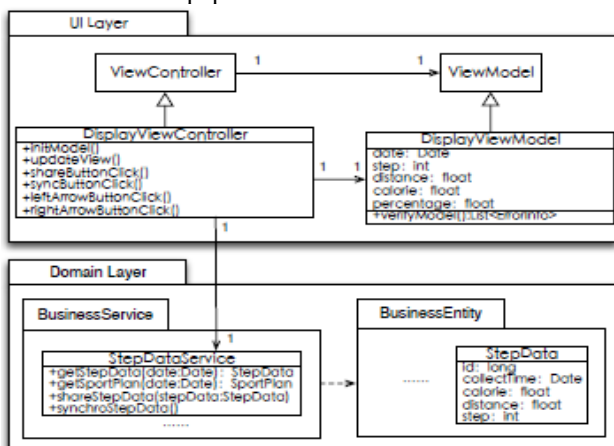 UI Layer
ViewController
1
1
ViewModel
DisplayViewController
+initModel()
+updateView()
+shareButtonClick()
+syncButtonClick()
+leftArrowButtonClick()
+rightArrowButtonClick()
1
1
DisplayViewModel
date: Date
step: int
distance: float
calorie: float
percentage: float
+verifyModel():List<ErrorInfo>
1
Domain Layer
BusinessService
1
StepDataService
+getStepData(date:Date): StepData
+getSportPlan(date:Date): SportPlan
+shareStepData(stepData:StepData)
+synchroStepData()
......
BusinessEntity
......
StepData
id: long
collectTime: Date
calorie: float
distance: float
step: int